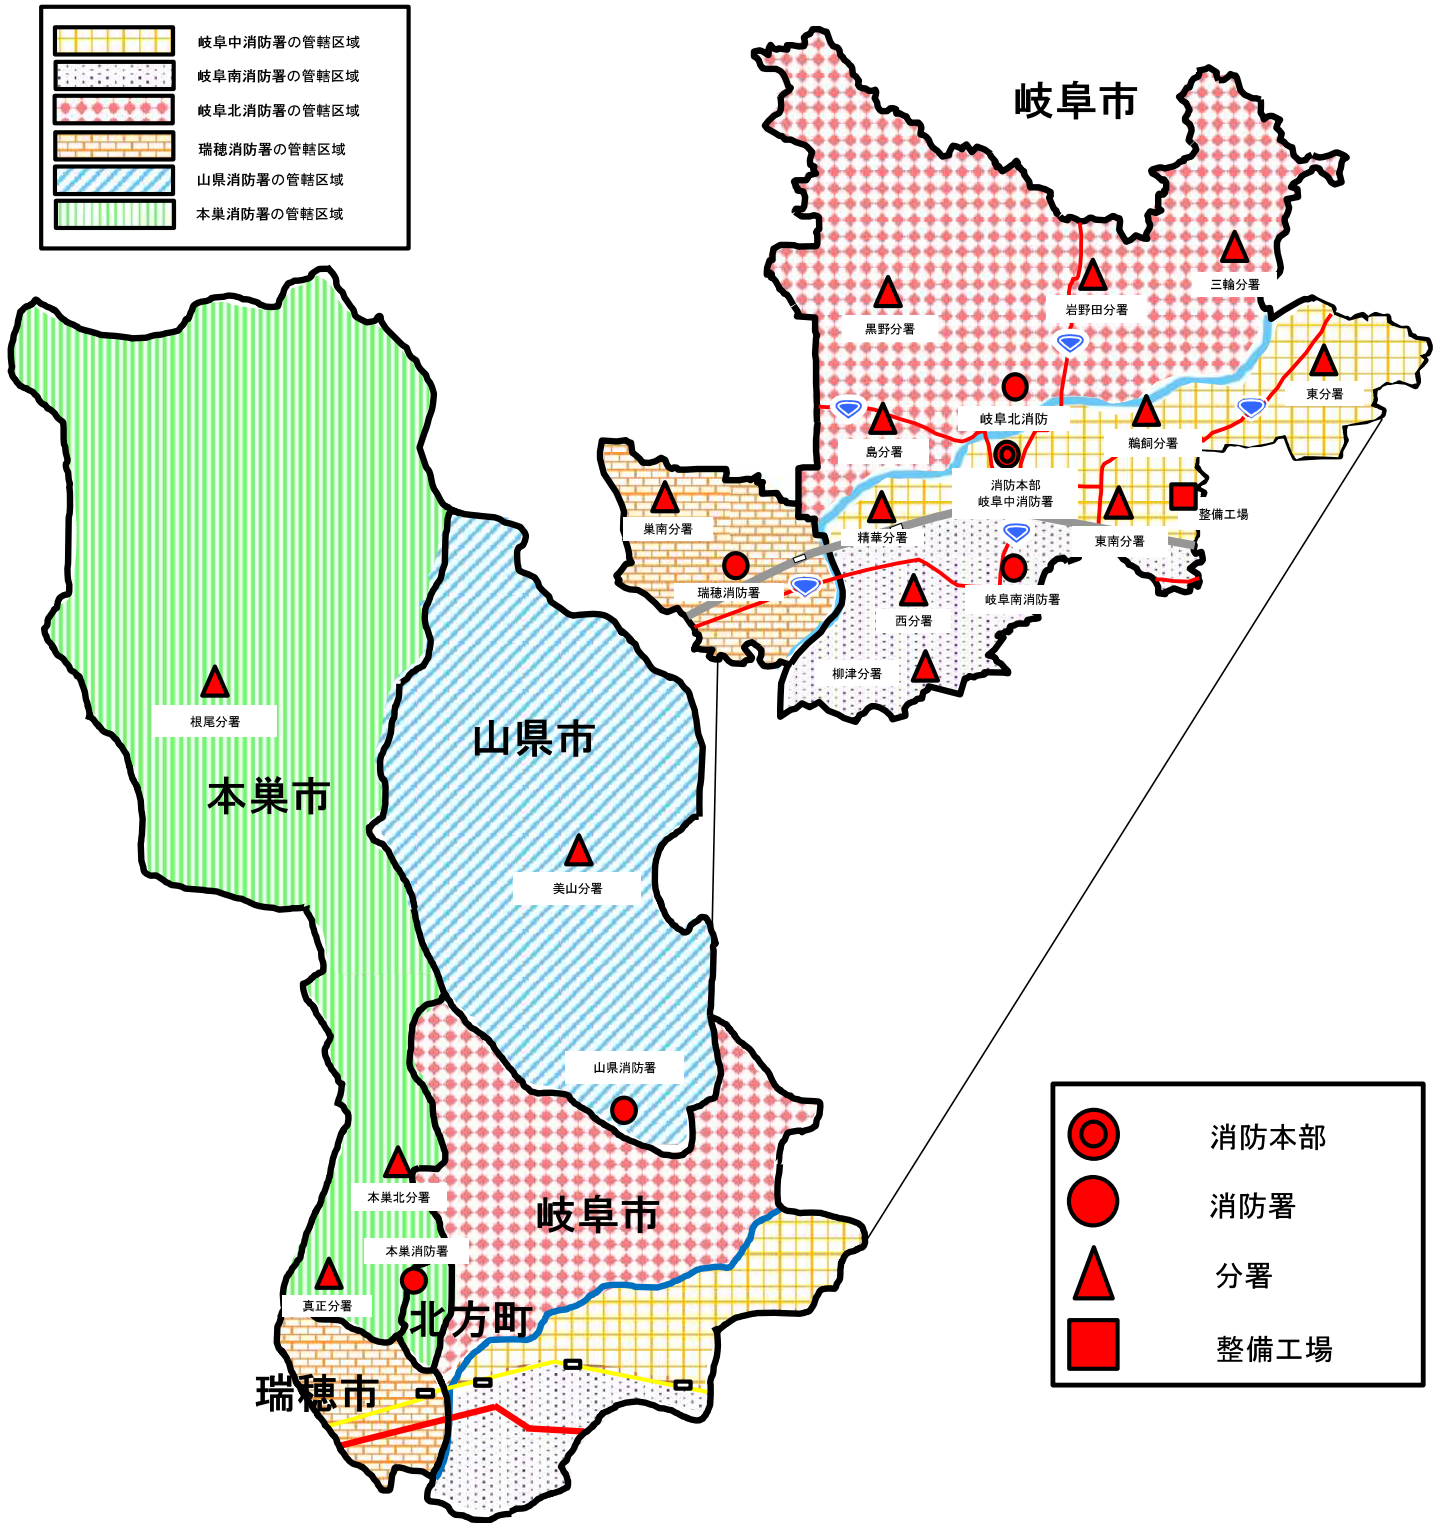 岐阜中消防署の管轄区域
岐阜南消防署の管轄区域
岐阜北消防署の管轄区域
瑞穂消防署の管轄区域
山県消防署の管轄区域
本巣消防署の管轄区域
岐阜市
三輪分署
岩野田分署
黒野分署
東分署
岐阜北消防
鵜飼分署
島分署
消防本部
岐阜中消防署
整備工場
巣南分署
精華分署
東南分署
瑞穂消防署
岐阜南消防署
西分署
柳津分署
根尾分署
山県市
本巣市
美山分署
山県消防署
本巣北分署
岐阜市
本巣消防署
真正分署
北方町
瑞穂市
消防本部
消防署
分署
整備工場